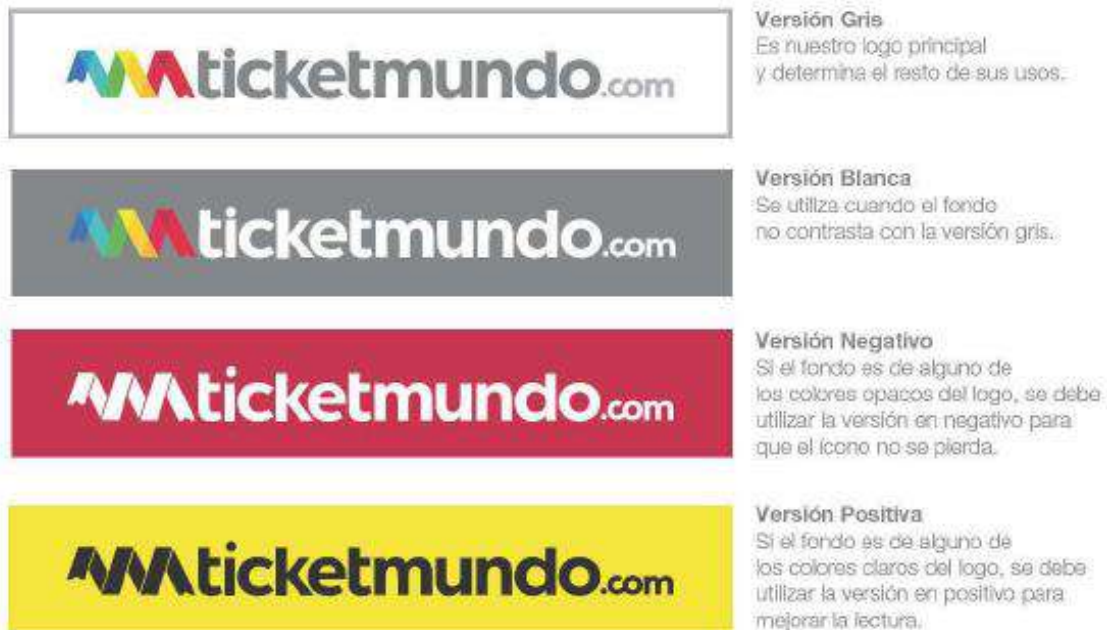 ticketmundo.com
Versión Gris
Es nuestro logo principal
y determina el resto de sus usos.
ticketmundo.com
Versión Blanca
Se utiliza cuando el fondo
no contrasta con la versión gris.
ticketmundo.com
Versión Negativo
Si el fondo es de alguno de
los colores opacos del logo, se debe
utilizar la versión en negativo para
que el ícono no se pierda.
ticketmundo.com
Versión Positiva
Si el fondo es de alguno de
los colores claros del logo, se debe
utilizar la versión en positivo para
mejorar la lectura.